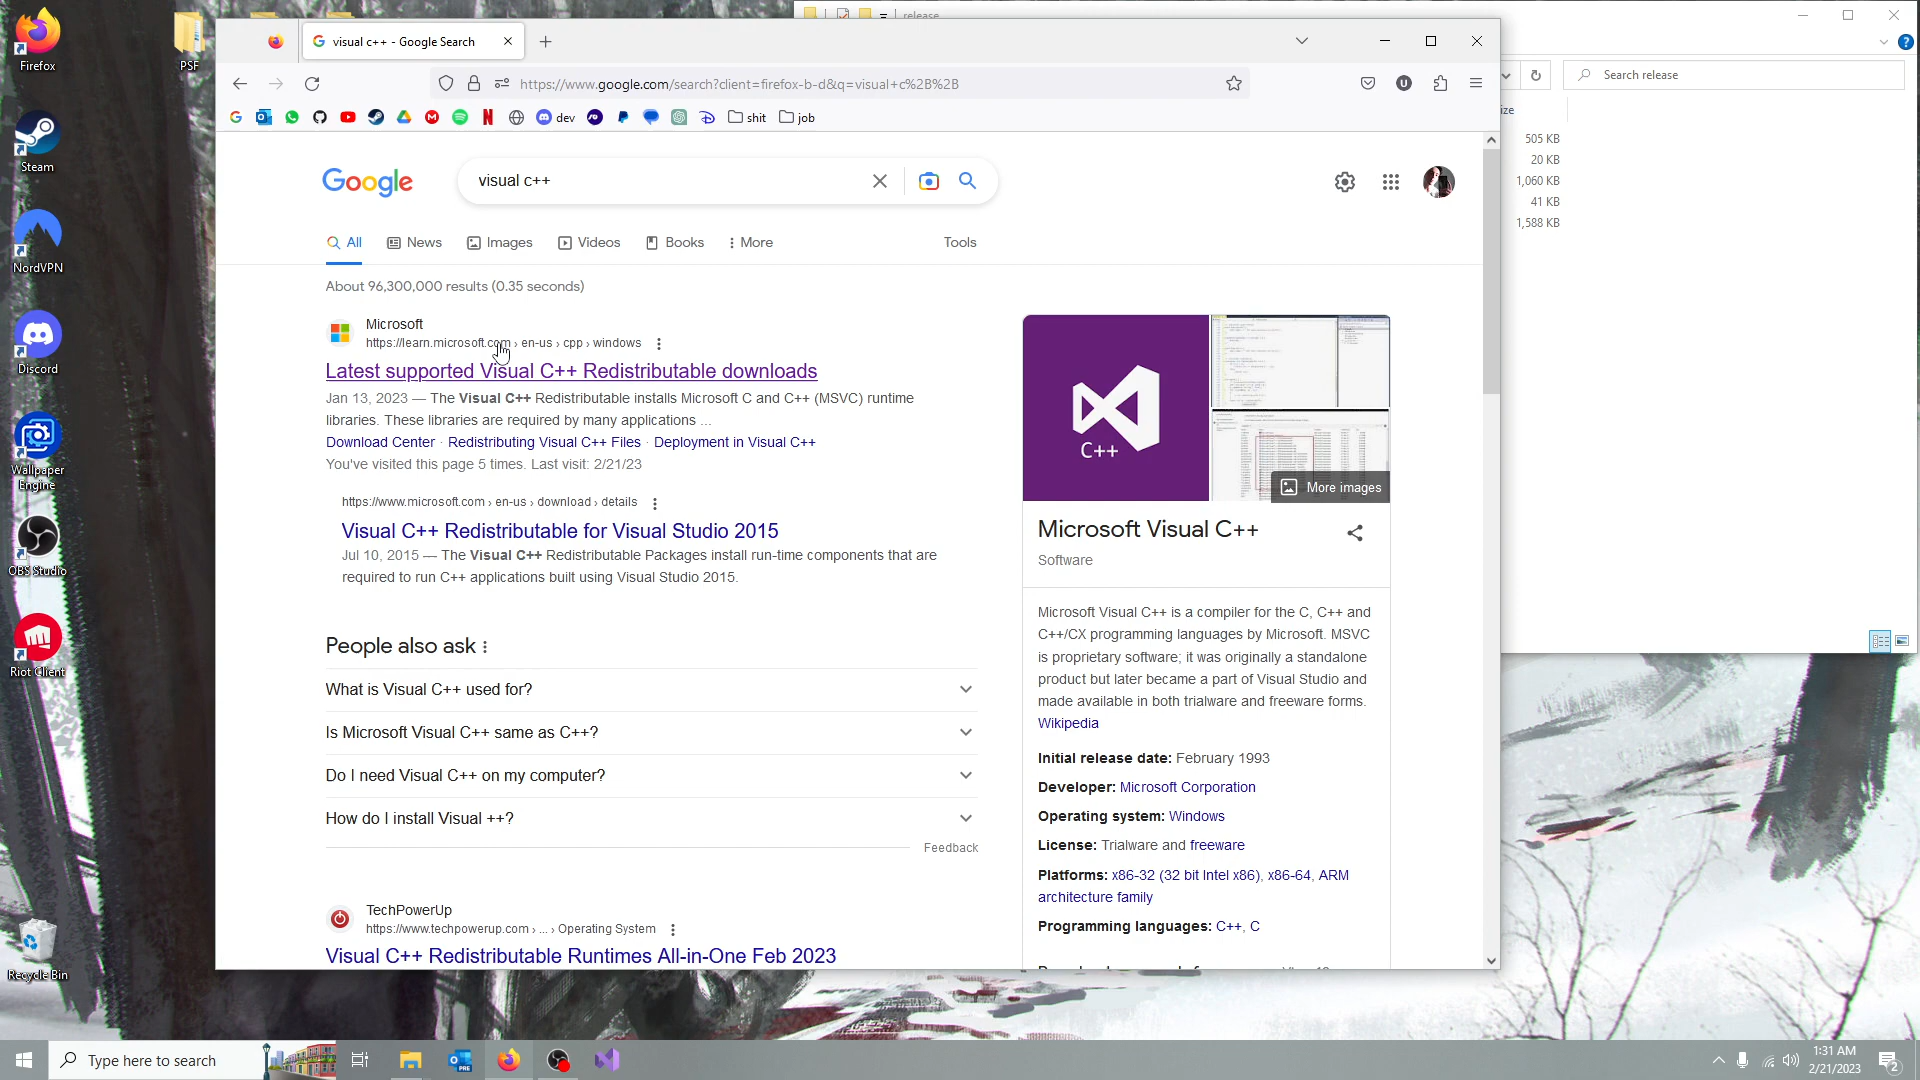 Firefox
Steam
NordVPN
Discord
Wallpaper
Engine
OBS Studio
Riot Client
Recycle Bin
PSF
release
Search release
505 KB
20 KB
1,060 KB
41 KB
1,588 KB
visual c++ - Google Search
https://www.google.com/search?client=firefox-b-d&q=visual+c%2B%2B
U
dev
shit
job
Google
visual c++
All
News
Images
Videos
Books
More
Tools
About 96,300,000 results (0.35 seconds)
Microsoft
https://learn.microsoft.com › en-us › cpp › windows
Latest supported Visual C++ Redistributable downloads
Jan 13, 2023 — The Visual C++ Redistributable installs Microsoft C and C++ (MSVC) runtime
libraries. These libraries are required by many applications ...
Download Center · Redistributing Visual C++ Files · Deployment in Visual C++
You've visited this page 5 times. Last visit: 2/21/23
https://www.microsoft.com › en-us › download › details
Visual C++ Redistributable for Visual Studio 2015
Jul 10, 2015 — The Visual C++ Redistributable Packages install run-time components that are
required to run C++ applications built using Visual Studio 2015.
People also ask
What is Visual C++ used for?
Is Microsoft Visual C++ same as C++?
Do I need Visual C++ on my computer?
How do I install Visual ++?
Feedback
TechPowerUp
https://www.techpowerup.com › ... › Operating System
Visual C++ Redistributable Runtimes All-in-One Feb 2023
C++
More images
Microsoft Visual C++
Software
Microsoft Visual C++ is a compiler for the C, C++ and
C++/CX programming languages by Microsoft. MSVC
is proprietary software; it was originally a standalone
product but later became a part of Visual Studio and
made available in both trialware and freeware forms.
Wikipedia
Initial release date: February 1993
Developer: Microsoft Corporation
Operating system: Windows
License: Trialware and freeware
Platforms: x86-32 (32 bit Intel x86), x86-64, ARM
architecture family
Programming languages: C++, C
Type here to search
PRE
1:31 AM
2/21/2023
2